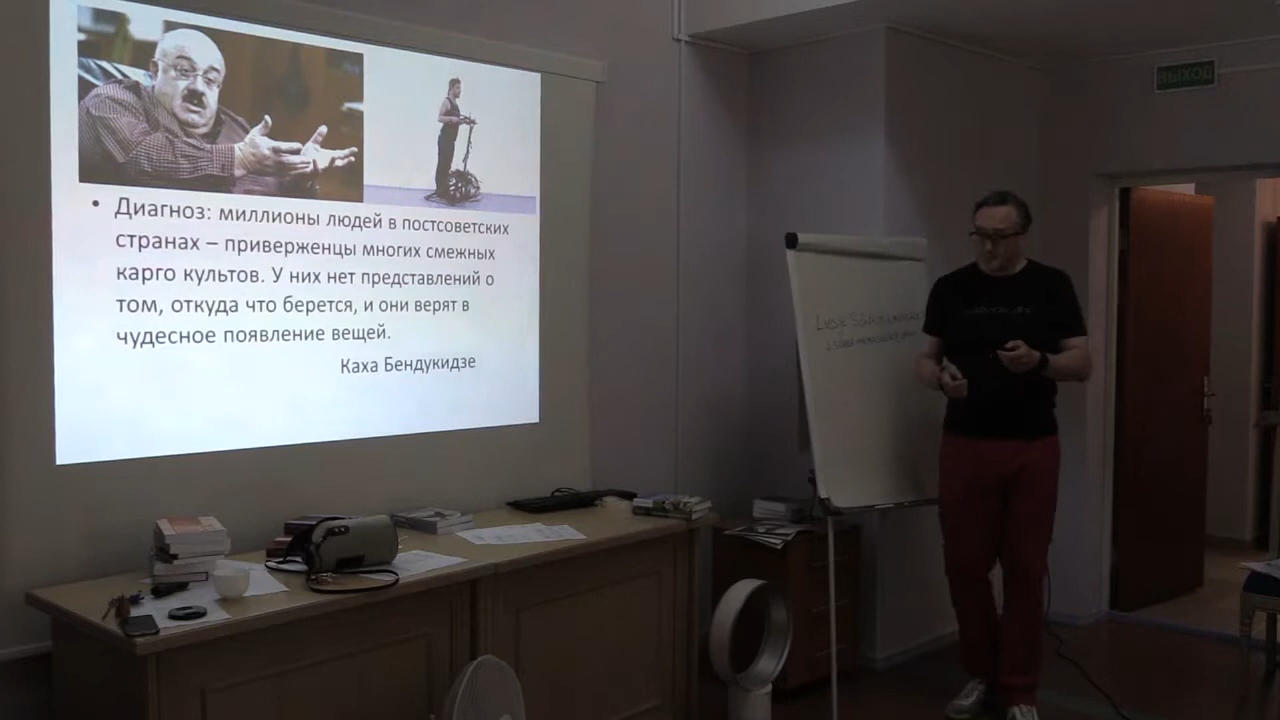 • Диагноз: миллионы людей в постсоветских
странах – приверженцы многих смежных
карго культов. У них нет представлений о
том, откуда что берется, и они верят в
чудесное появление вещей.
Каха Бендукидзе
ВЫХОД